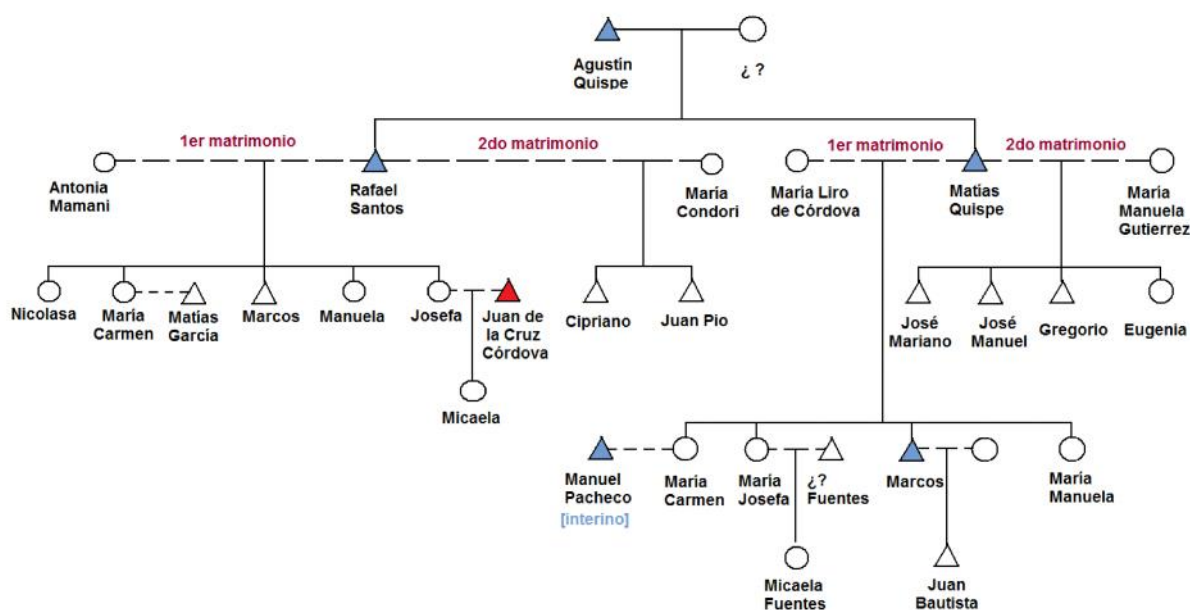 Agustín
Quispe
¿ ?
1er matrimonio
2do matrimonio
1er matrimonio
2do matrimonio
Antonia
Mamani
Rafael
Santos
María
Condori
María Liro
de Córdova
Matías
Quispe
María
Manuela
Gutierrez
Nicolasa
María
Carmen
Matías
García
Marcos
Manuela
Josefa
Juan de
la Cruz
Córdova
Cipriano
Juan Pio
José
Mariano
José
Manuel
Gregorio
Eugenia
Micaela
Manuel
Pacheco
[interino]
María
Carmen
María
Josefa
¿?
Fuentes
Marcos
María
Manuela
Micaela
Fuentes
Juan
Bautista